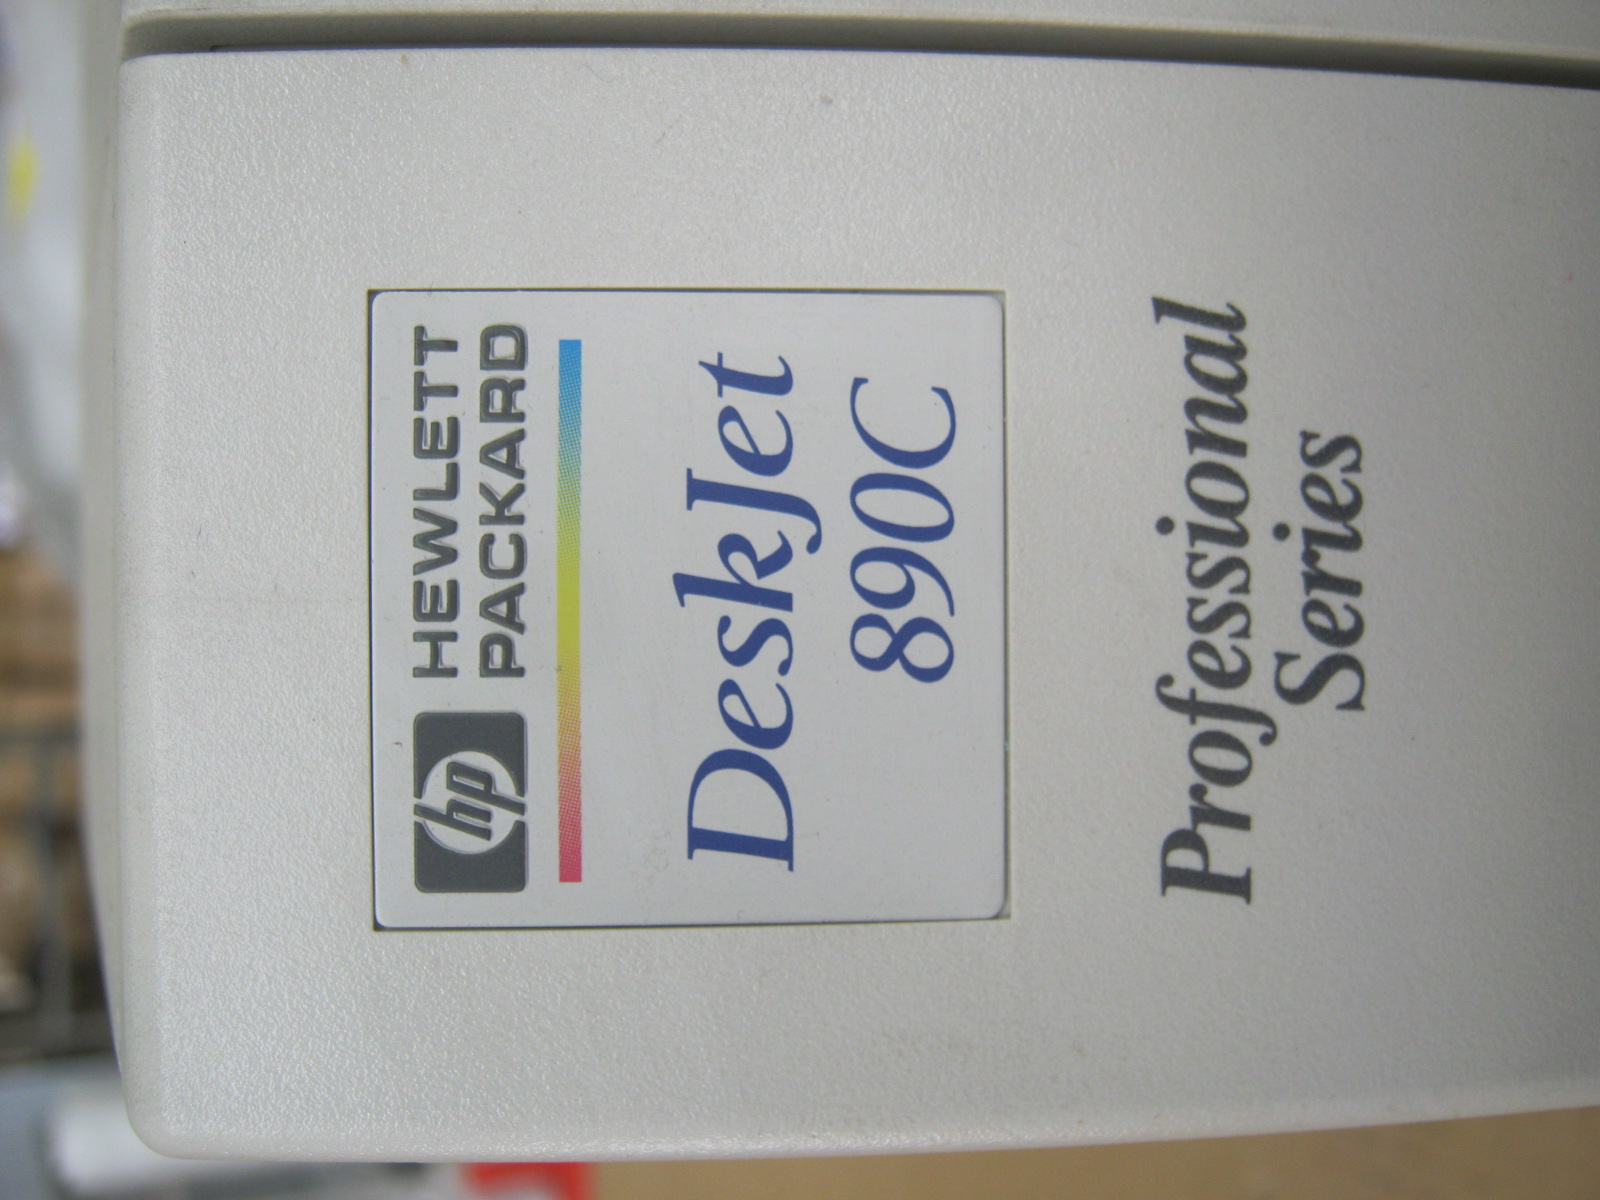 hp HEWLETT
PACKARD
DeskJet
890C
Professional
Series